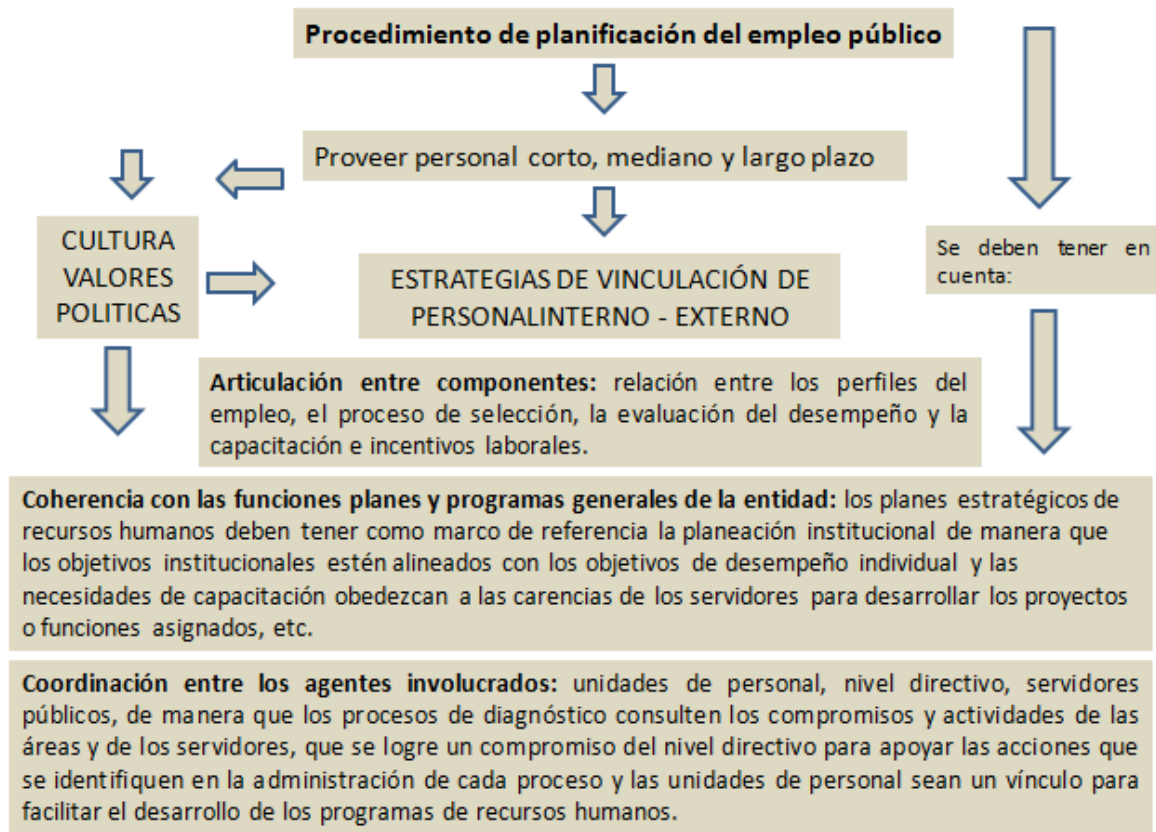 Procedimiento de planificación del empleo público
Proveer personal corto, mediano y largo plazo
CULTURA
VALORES
POLITICAS
ESTRATEGIAS DE VINCULACIÓN DE
PERSONALINTERNO - EXTERNO
Se deben tener en
cuenta:
Articulación entre componentes: relación entre los perfiles del
empleo, el proceso de selección, la evaluación del desempeño y la
capacitación e incentivos laborales.
Coherencia con las funciones planes y programas generales de la entidad: los planes estratégicos de
recursos humanos deben tener como marco de referencia la planeación institucional de manera que
los objetivos institucionales estén alineados con los objetivos de desempeño individual y las
necesidades de capacitación obedezcan a las carencias de los servidores para desarrollar los proyectos
o funciones asignados, etc.
Coordinación entre los agentes involucrados: unidades de personal, nivel directivo, servidores
públicos, de manera que los procesos de diagnóstico consulten los compromisos y actividades de las
áreas y de los servidores, que se logre un compromiso del nivel directivo para apoyar las acciones que
se identifiquen en la administración de cada proceso y las unidades de personal sean un vínculo para
facilitar el desarrollo de los programas de recursos humanos.